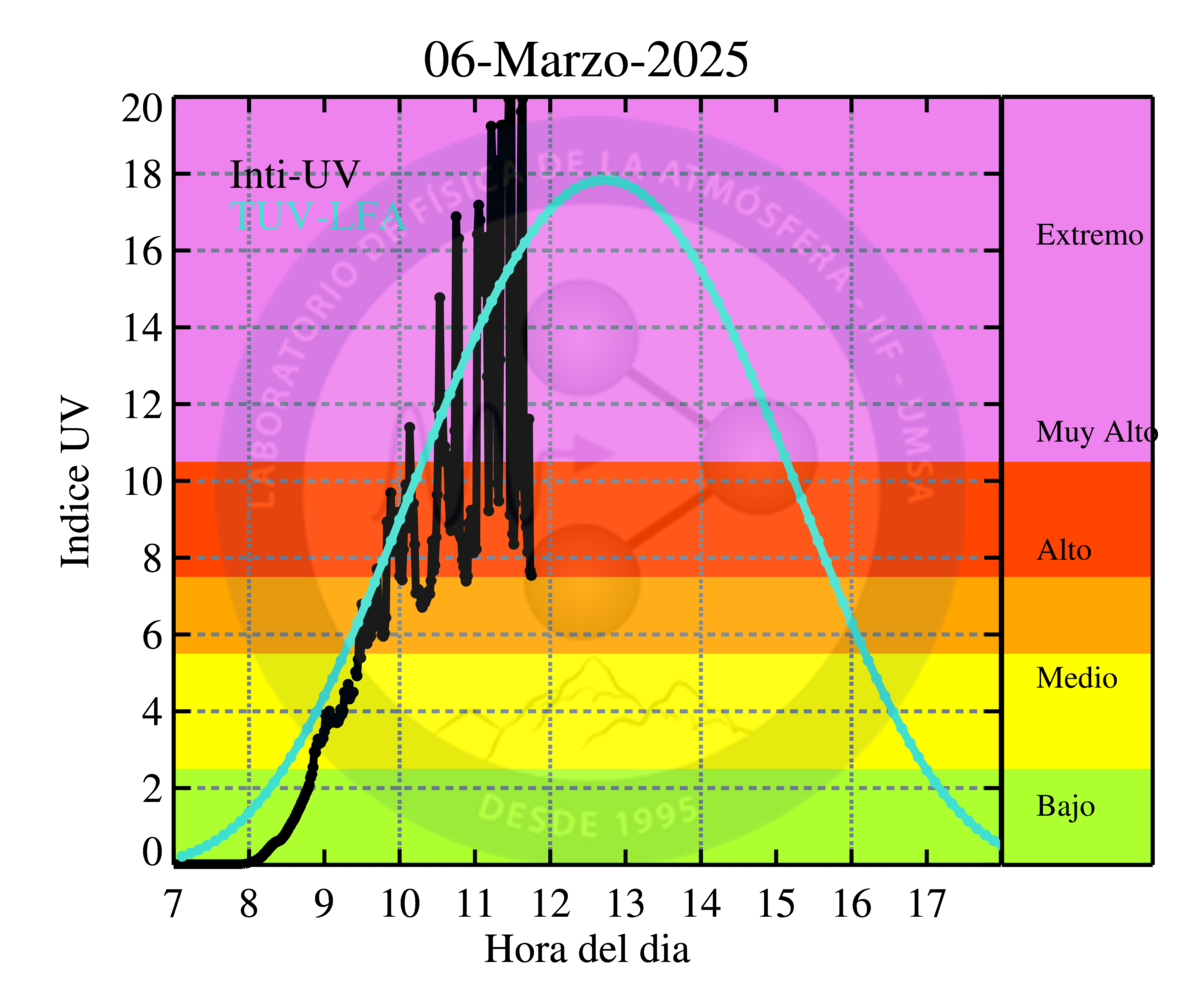 06-Marzo-2025
20
18
16
14
12
10
8
6
4
2
0
Indice UV
Inti-UV
TUV-LFA
LABORATORIO DE FÍSICA DE LA ATMÓSFERA - IIF - UMSA
DESDE 1995
Extremo
Muy Alto
Alto
Medio
Bajo
7 8 9 10 11 12 13 14 15 16 17
Hora del dia